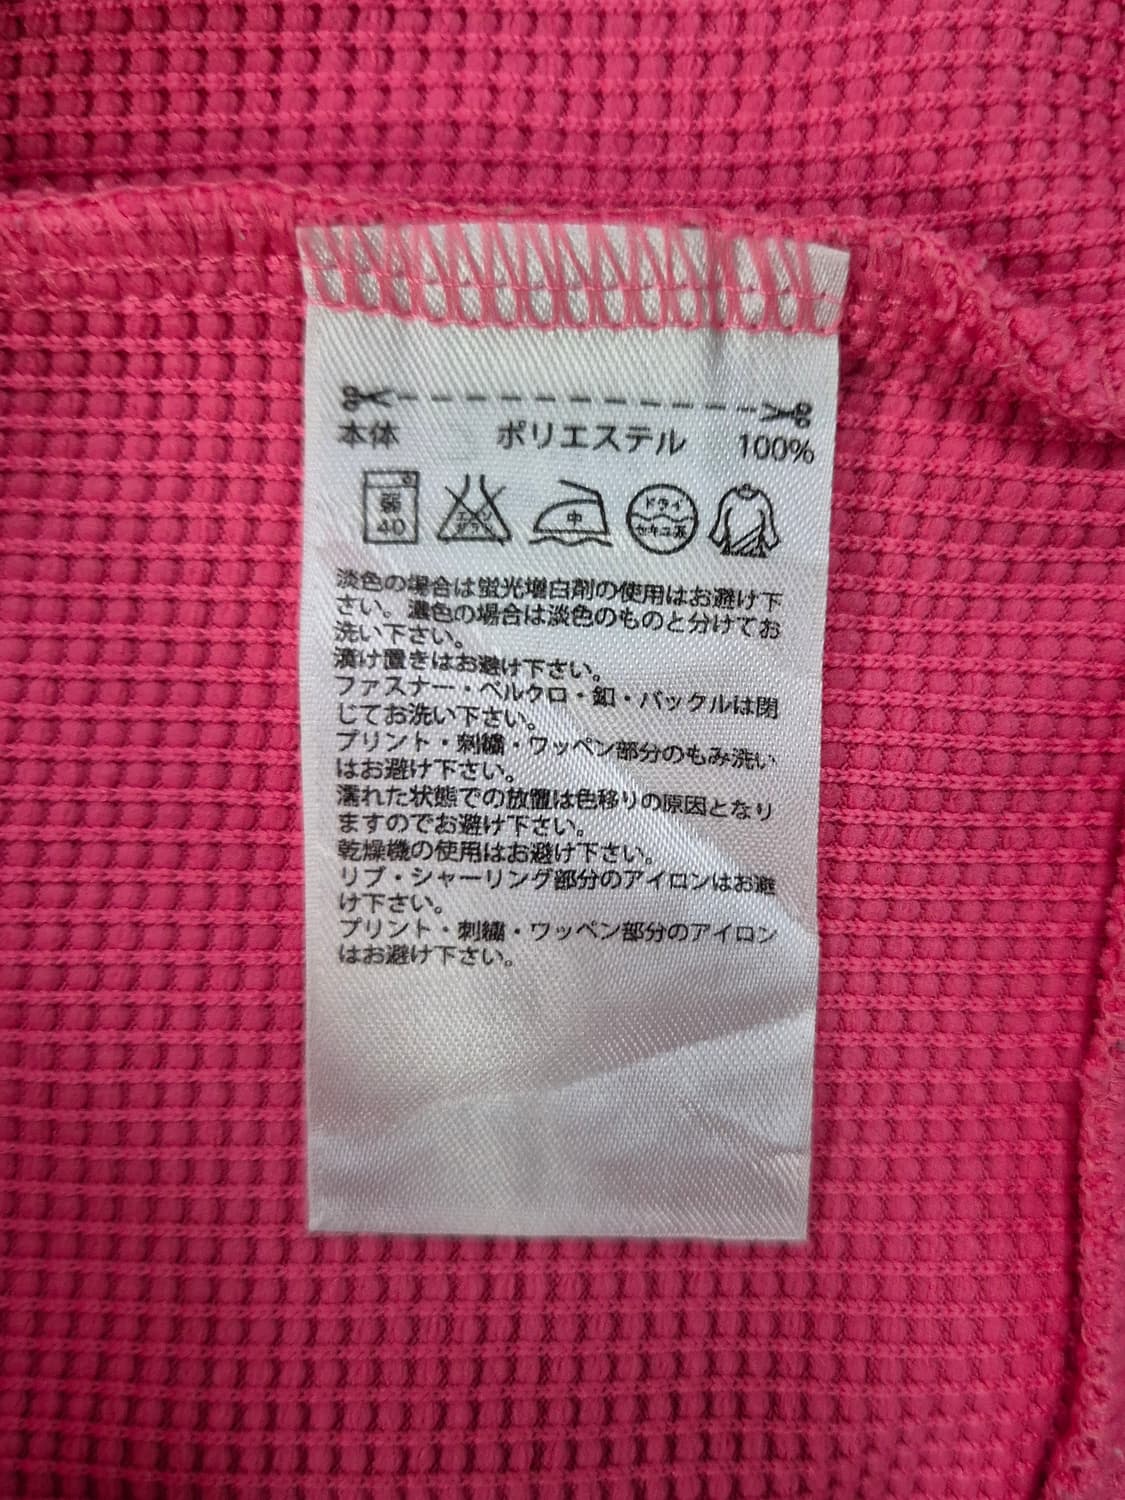 本体 ポリエステル 100%
弱 40 エンソ サラシ 中 ドライ セキユ系
淡色の場合は蛍光増白剤の使用はお避け下
さい。濃色の場合は淡色のものと分けてお
洗い下さい。
漬け置きはお避け下さい。
ファスナー・ベルクロ・釦・バックルは閉
じてお洗い下さい。
プリント・刺繍・ワッペン部分のもみ洗い
はお避け下さい。
濡れた状態での放置は色移りの原因となり
ますのでお避け下さい。
乾燥機の使用はお避け下さい。
リブ・シャーリング部分のアイロンはお避
け下さい。
プリント・刺繍・ワッペン部分のアイロン
はお避け下さい。